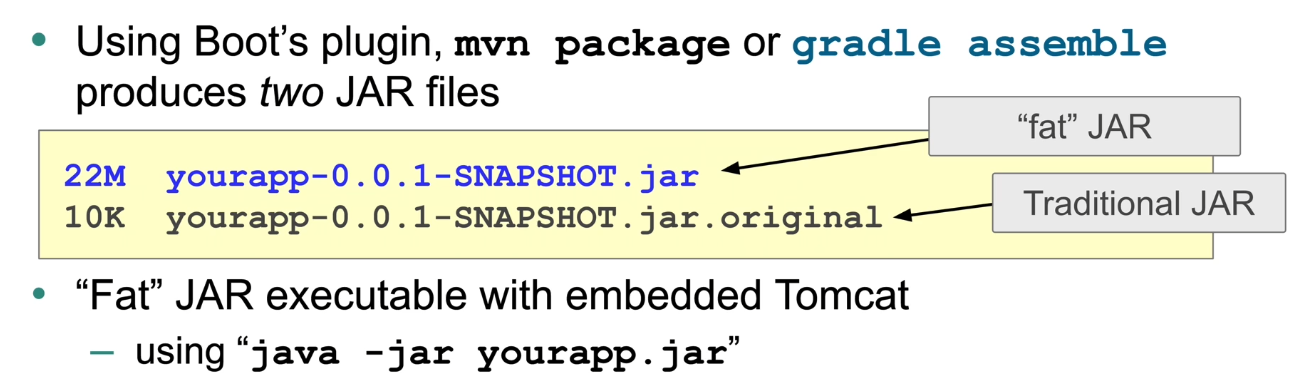 • Using Boot’s plugin, mvn package or gradle assemble
produces two JAR files
“fat” JAR
22M  yourapp-0.0.1-SNAPSHOT.jar
Traditional JAR
10K  yourapp-0.0.1-SNAPSHOT.jar.original
• “Fat” JAR executable with embedded Tomcat
– using “java -jar yourapp.jar”